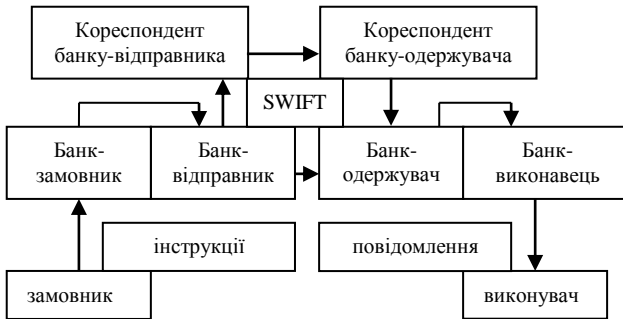 Кореспондент
банку-відправника
Кореспондент
банку-одержувача
SWIFT
Банк-
замовник
Банк-
відправник
Банк-
одержувач
Банк-
виконавець
інструкції
повідомлення
замовник
виконувач